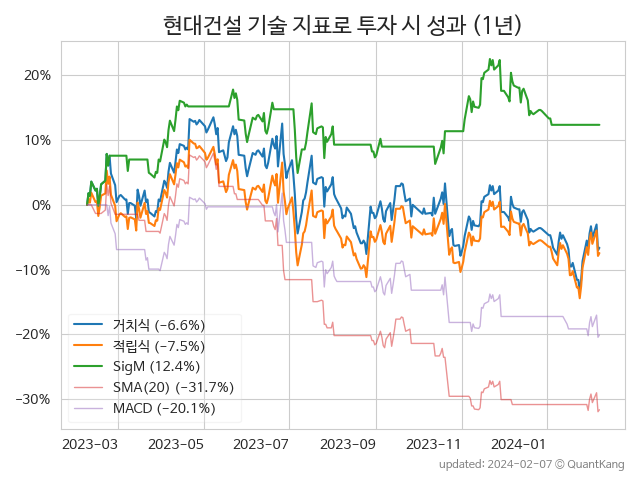 현대건설 기술 지표로 투자 시 성과 (1년)
20%
10%
0%
−10%
−20%
−30%
거치식 (−6.6%)
적립식 (−7.5%)
SigM (12.4%)
SMA(20) (−31.7%)
MACD (−20.1%)
2023−03 2023−05 2023−07 2023−09 2023−11 2024−01
updated: 2024−02−07 © QuantKang